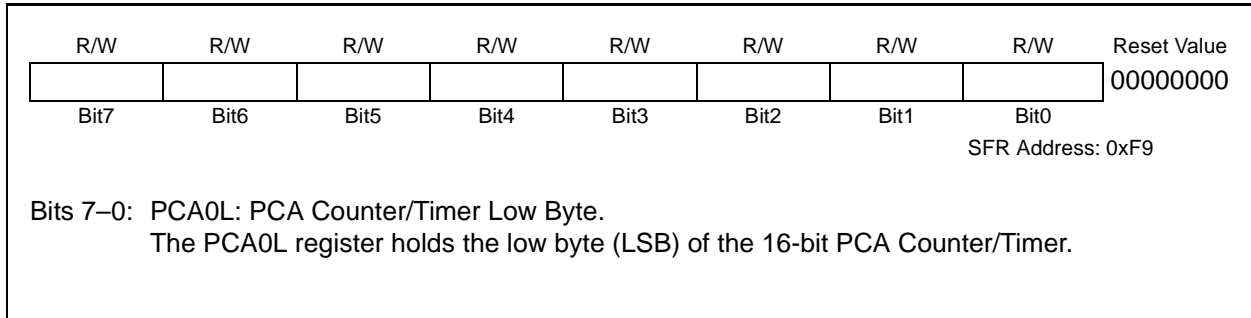 R/W R/W R/W R/W R/W R/W R/W R/W Reset Value
00000000
Bit7 Bit6 Bit5 Bit4 Bit3 Bit2 Bit1 Bit0
SFR Address: 0xF9
Bits 7–0: PCA0L: PCA Counter/Timer Low Byte.
The PCA0L register holds the low byte (LSB) of the 16-bit PCA Counter/Timer.